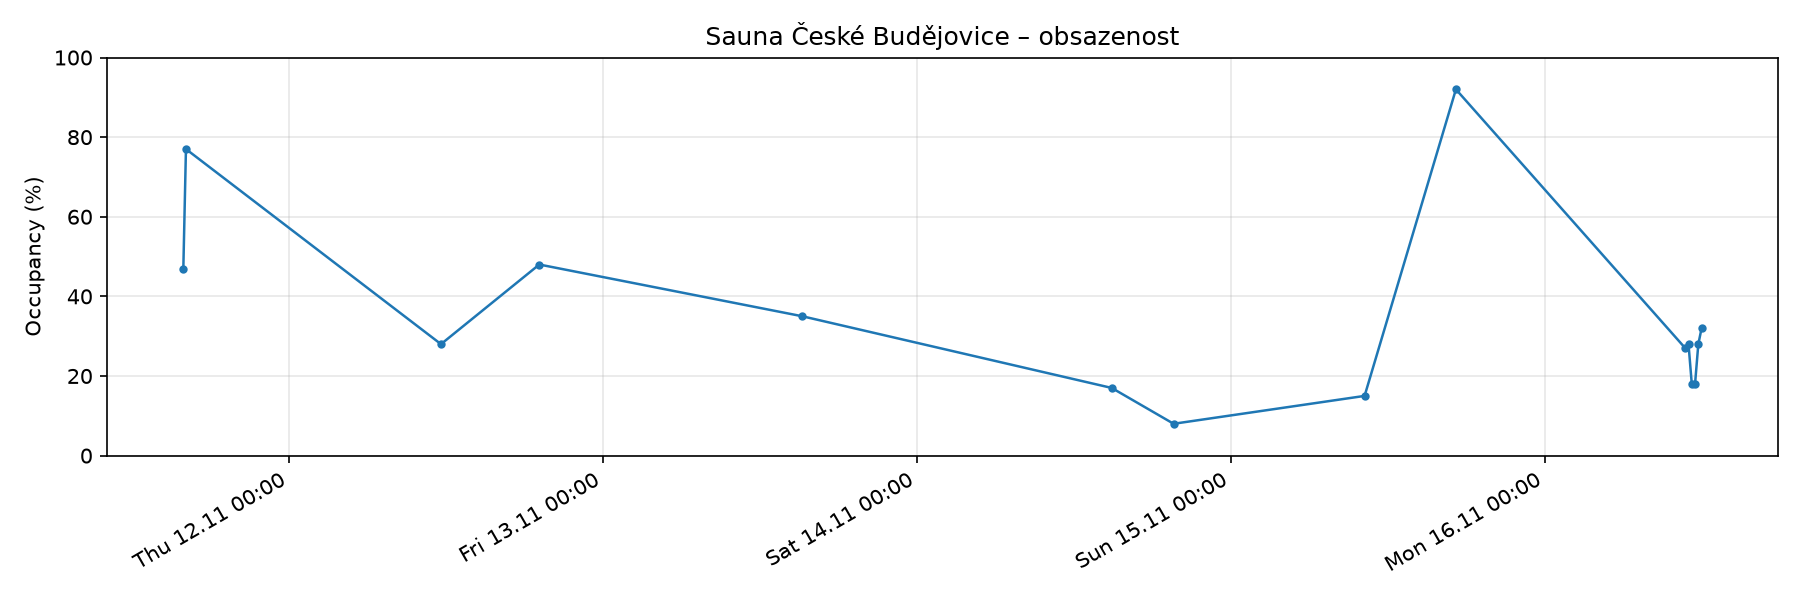 Sauna České Budějovice – obsazenost
Occupancy (%)
100
80
60
40
20
0
Thu 12.11 00:00
Fri 13.11 00:00
Sat 14.11 00:00
Sun 15.11 00:00
Mon 16.11 00:00